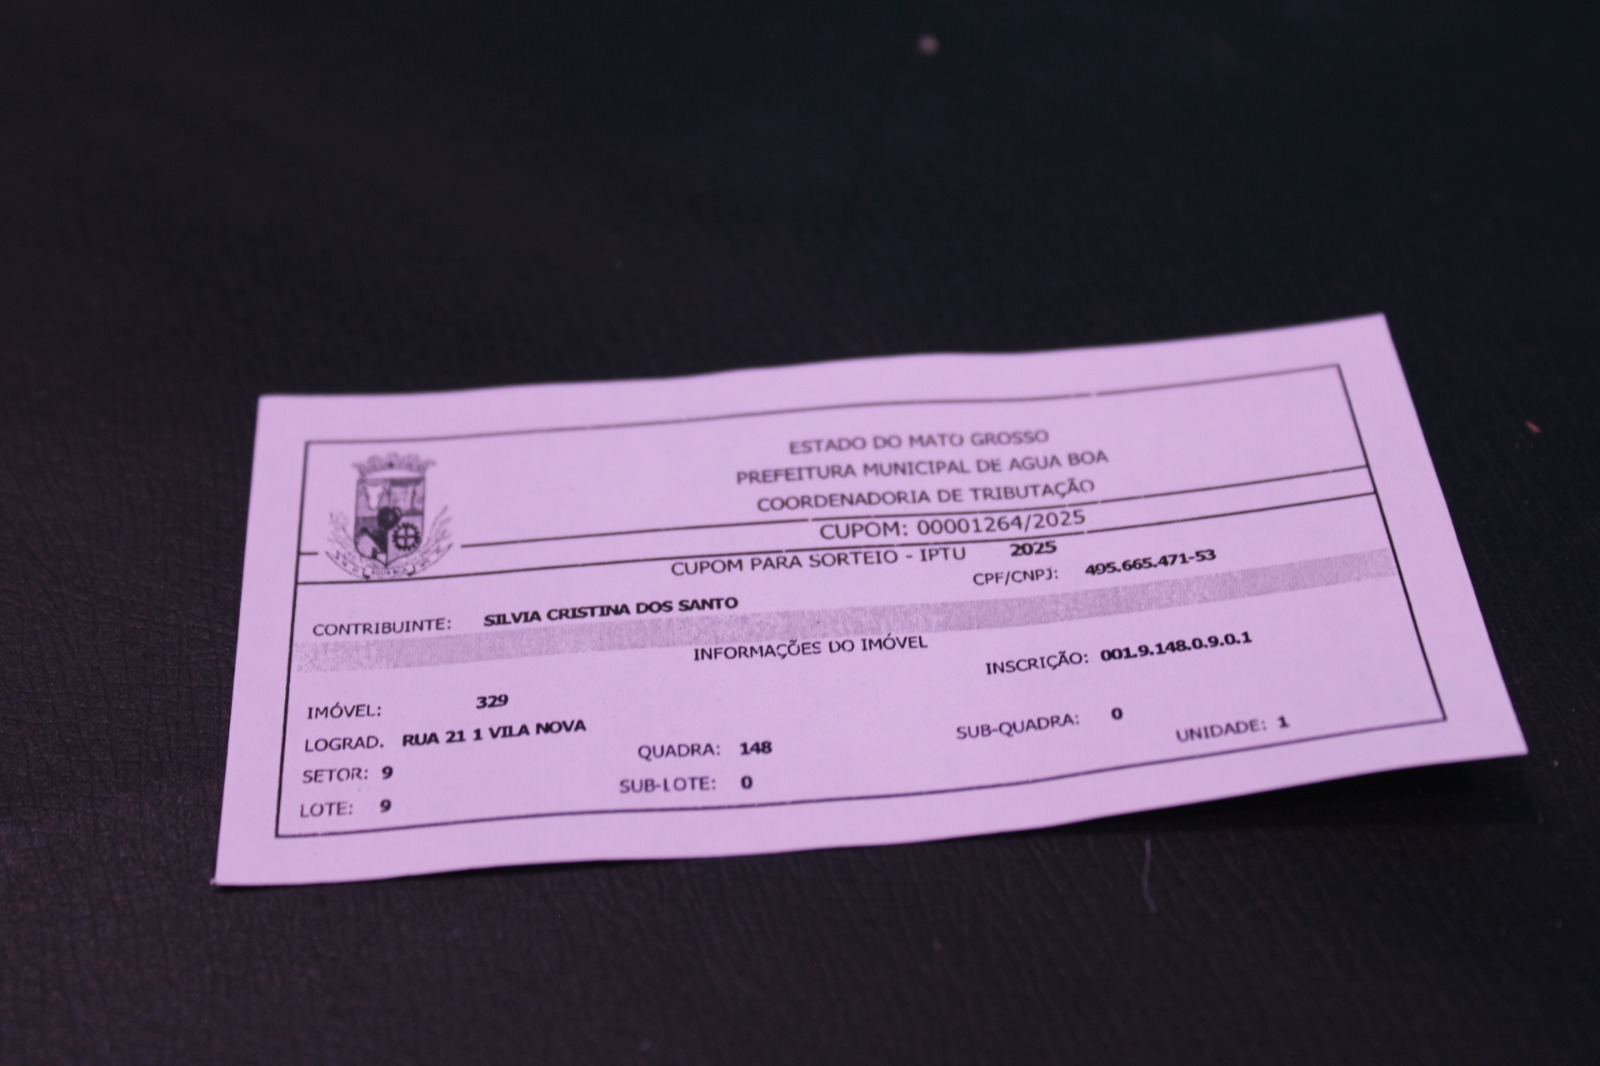 ESTADO DO MATO GROSSO
PREFEITURA MUNICIPAL DE AGUA BOA
COORDENADORIA DE TRIBUTAÇÃO
CUPOM: 00001264/2025
CUPOM PARA SORTEIO - IPTU 2025
CONTRIBUINTE: SILVIA CRISTINA DOS SANTO CPF/CNPJ: 495.665.471-53
INFORMAÇÕES DO IMÓVEL
IMÓVEL: 329 INSCRIÇÃO: 001.9.148.0.9.0.1
LOGRAD. RUA 21 1 VILA NOVA
SETOR: 9 QUADRA: 148 SUB-QUADRA: 0
LOTE: 9 SUB-LOTE: 0 UNIDADE: 1